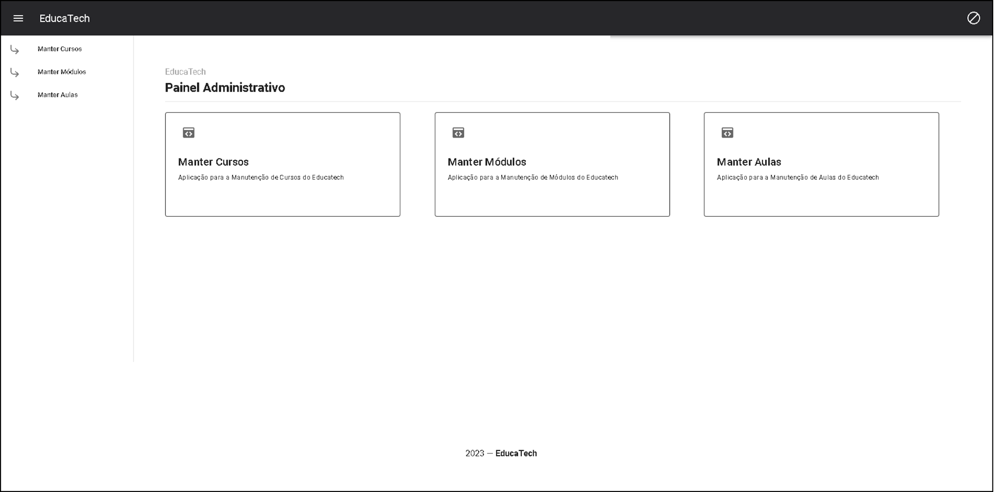 EducaTech
Manter Cursos
Manter Módulos
Manter Aulas
EducaTech
Painel Administrativo
Manter Cursos
Aplicação para a Manutenção de Cursos do Educatech
Manter Módulos
Aplicação para a Manutenção de Módulos do Educatech
Manter Aulas
Aplicação para a Manutenção de Aulas do Educatech
2023 — EducaTech